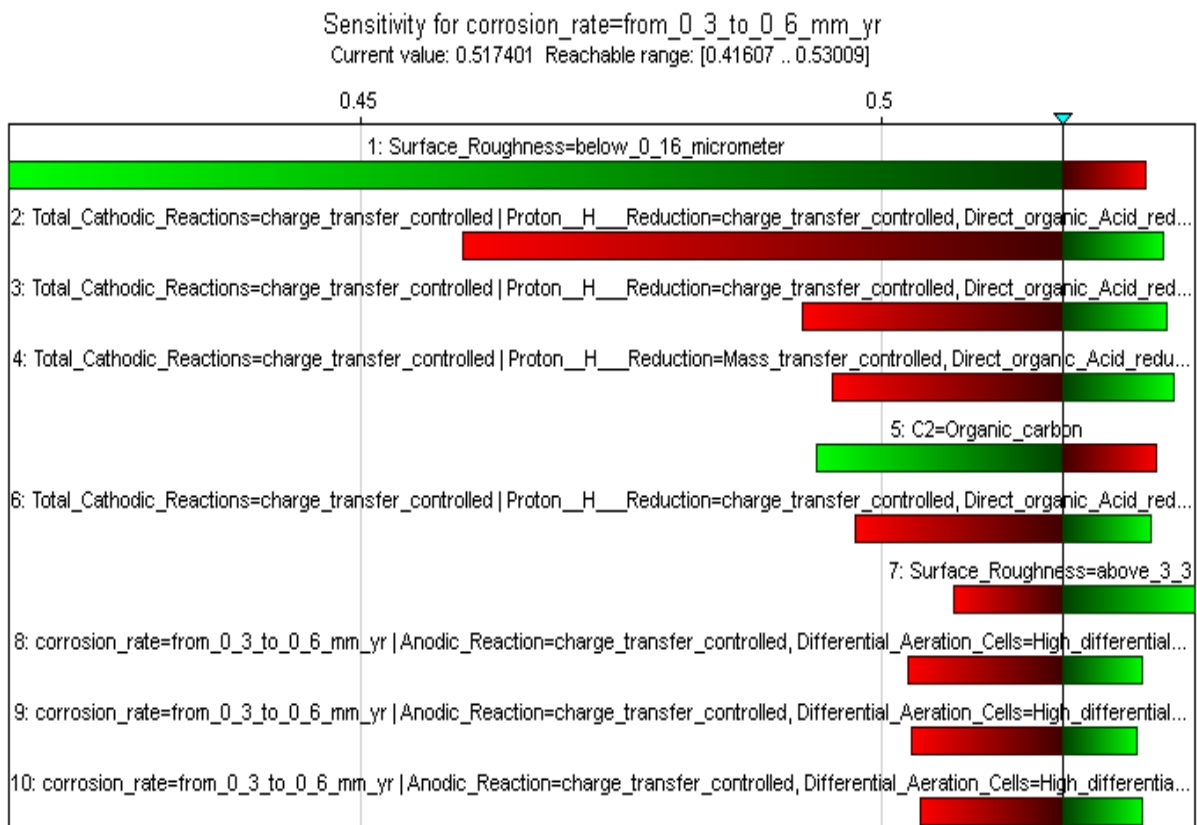 Sensitivity for corrosion_rate=from_0_3_to_0_6_mm_yr
Current value: 0.517401 Reachable range: [0.41607 .. 0.53009]
0.45 0.5
1: Surface_Roughness=below_0_16_micrometer
2: Total_Cathodic_Reactions=charge_transfer_controlled | Proton__H___Reduction=charge_transfer_controlled, Direct_organic_Acid_red...
3: Total_Cathodic_Reactions=charge_transfer_controlled | Proton__H___Reduction=charge_transfer_controlled, Direct_organic_Acid_red...
4: Total_Cathodic_Reactions=charge_transfer_controlled | Proton__H___Reduction=Mass_transfer_controlled, Direct_organic_Acid_redu...
5: C2=Organic_carbon
6: Total_Cathodic_Reactions=charge_transfer_controlled | Proton__H___Reduction=charge_transfer_controlled, Direct_organic_Acid_red...
7: Surface_Roughness=above_3_3
8: corrosion_rate=from_0_3_to_0_6_mm_yr | Anodic_Reaction=charge_transfer_controlled, Differential_Aeration_Cells=High_differential...
9: corrosion_rate=from_0_3_to_0_6_mm_yr | Anodic_Reaction=charge_transfer_controlled, Differential_Aeration_Cells=High_differential...
10: corrosion_rate=from_0_3_to_0_6_mm_yr | Anodic_Reaction=charge_transfer_controlled, Differential_Aeration_Cells=High_differentia...